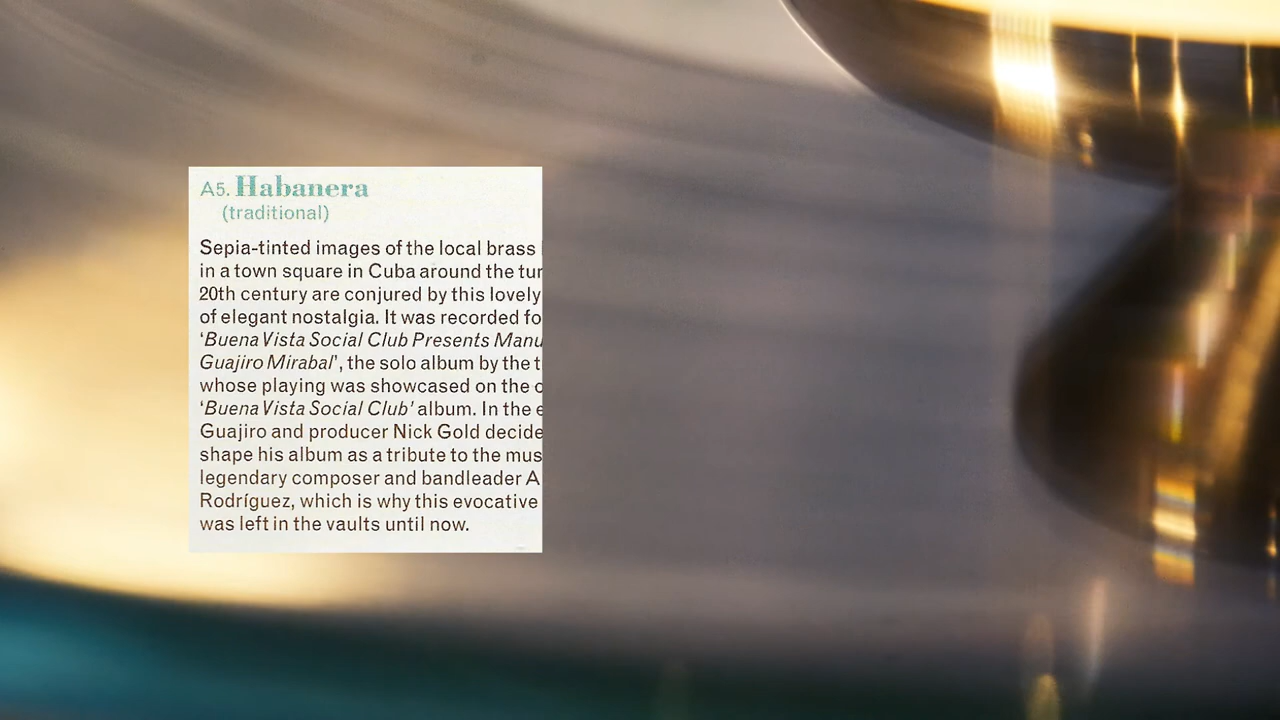 A5. Habanera
(traditional)
Sepia-tinted images of the local brass
in a town square in Cuba around the tur
20th century are conjured by this lovely
of elegant nostalgia. It was recorded fo
‘Buena Vista Social Club Presents Manu
Guajiro Mirabal’, the solo album by the t
whose playing was showcased on the o
‘Buena Vista Social Club’ album. In the e
Guajiro and producer Nick Gold decide
shape his album as a tribute to the mus
legendary composer and bandleader A
Rodríguez, which is why this evocative
was left in the vaults until now.